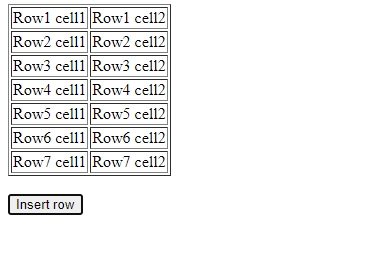 Row1 cell1 Row1 cell2
Row2 cell1 Row2 cell2
Row3 cell1 Row3 cell2
Row4 cell1 Row4 cell2
Row5 cell1 Row5 cell2
Row6 cell1 Row6 cell2
Row7 cell1 Row7 cell2
Insert row